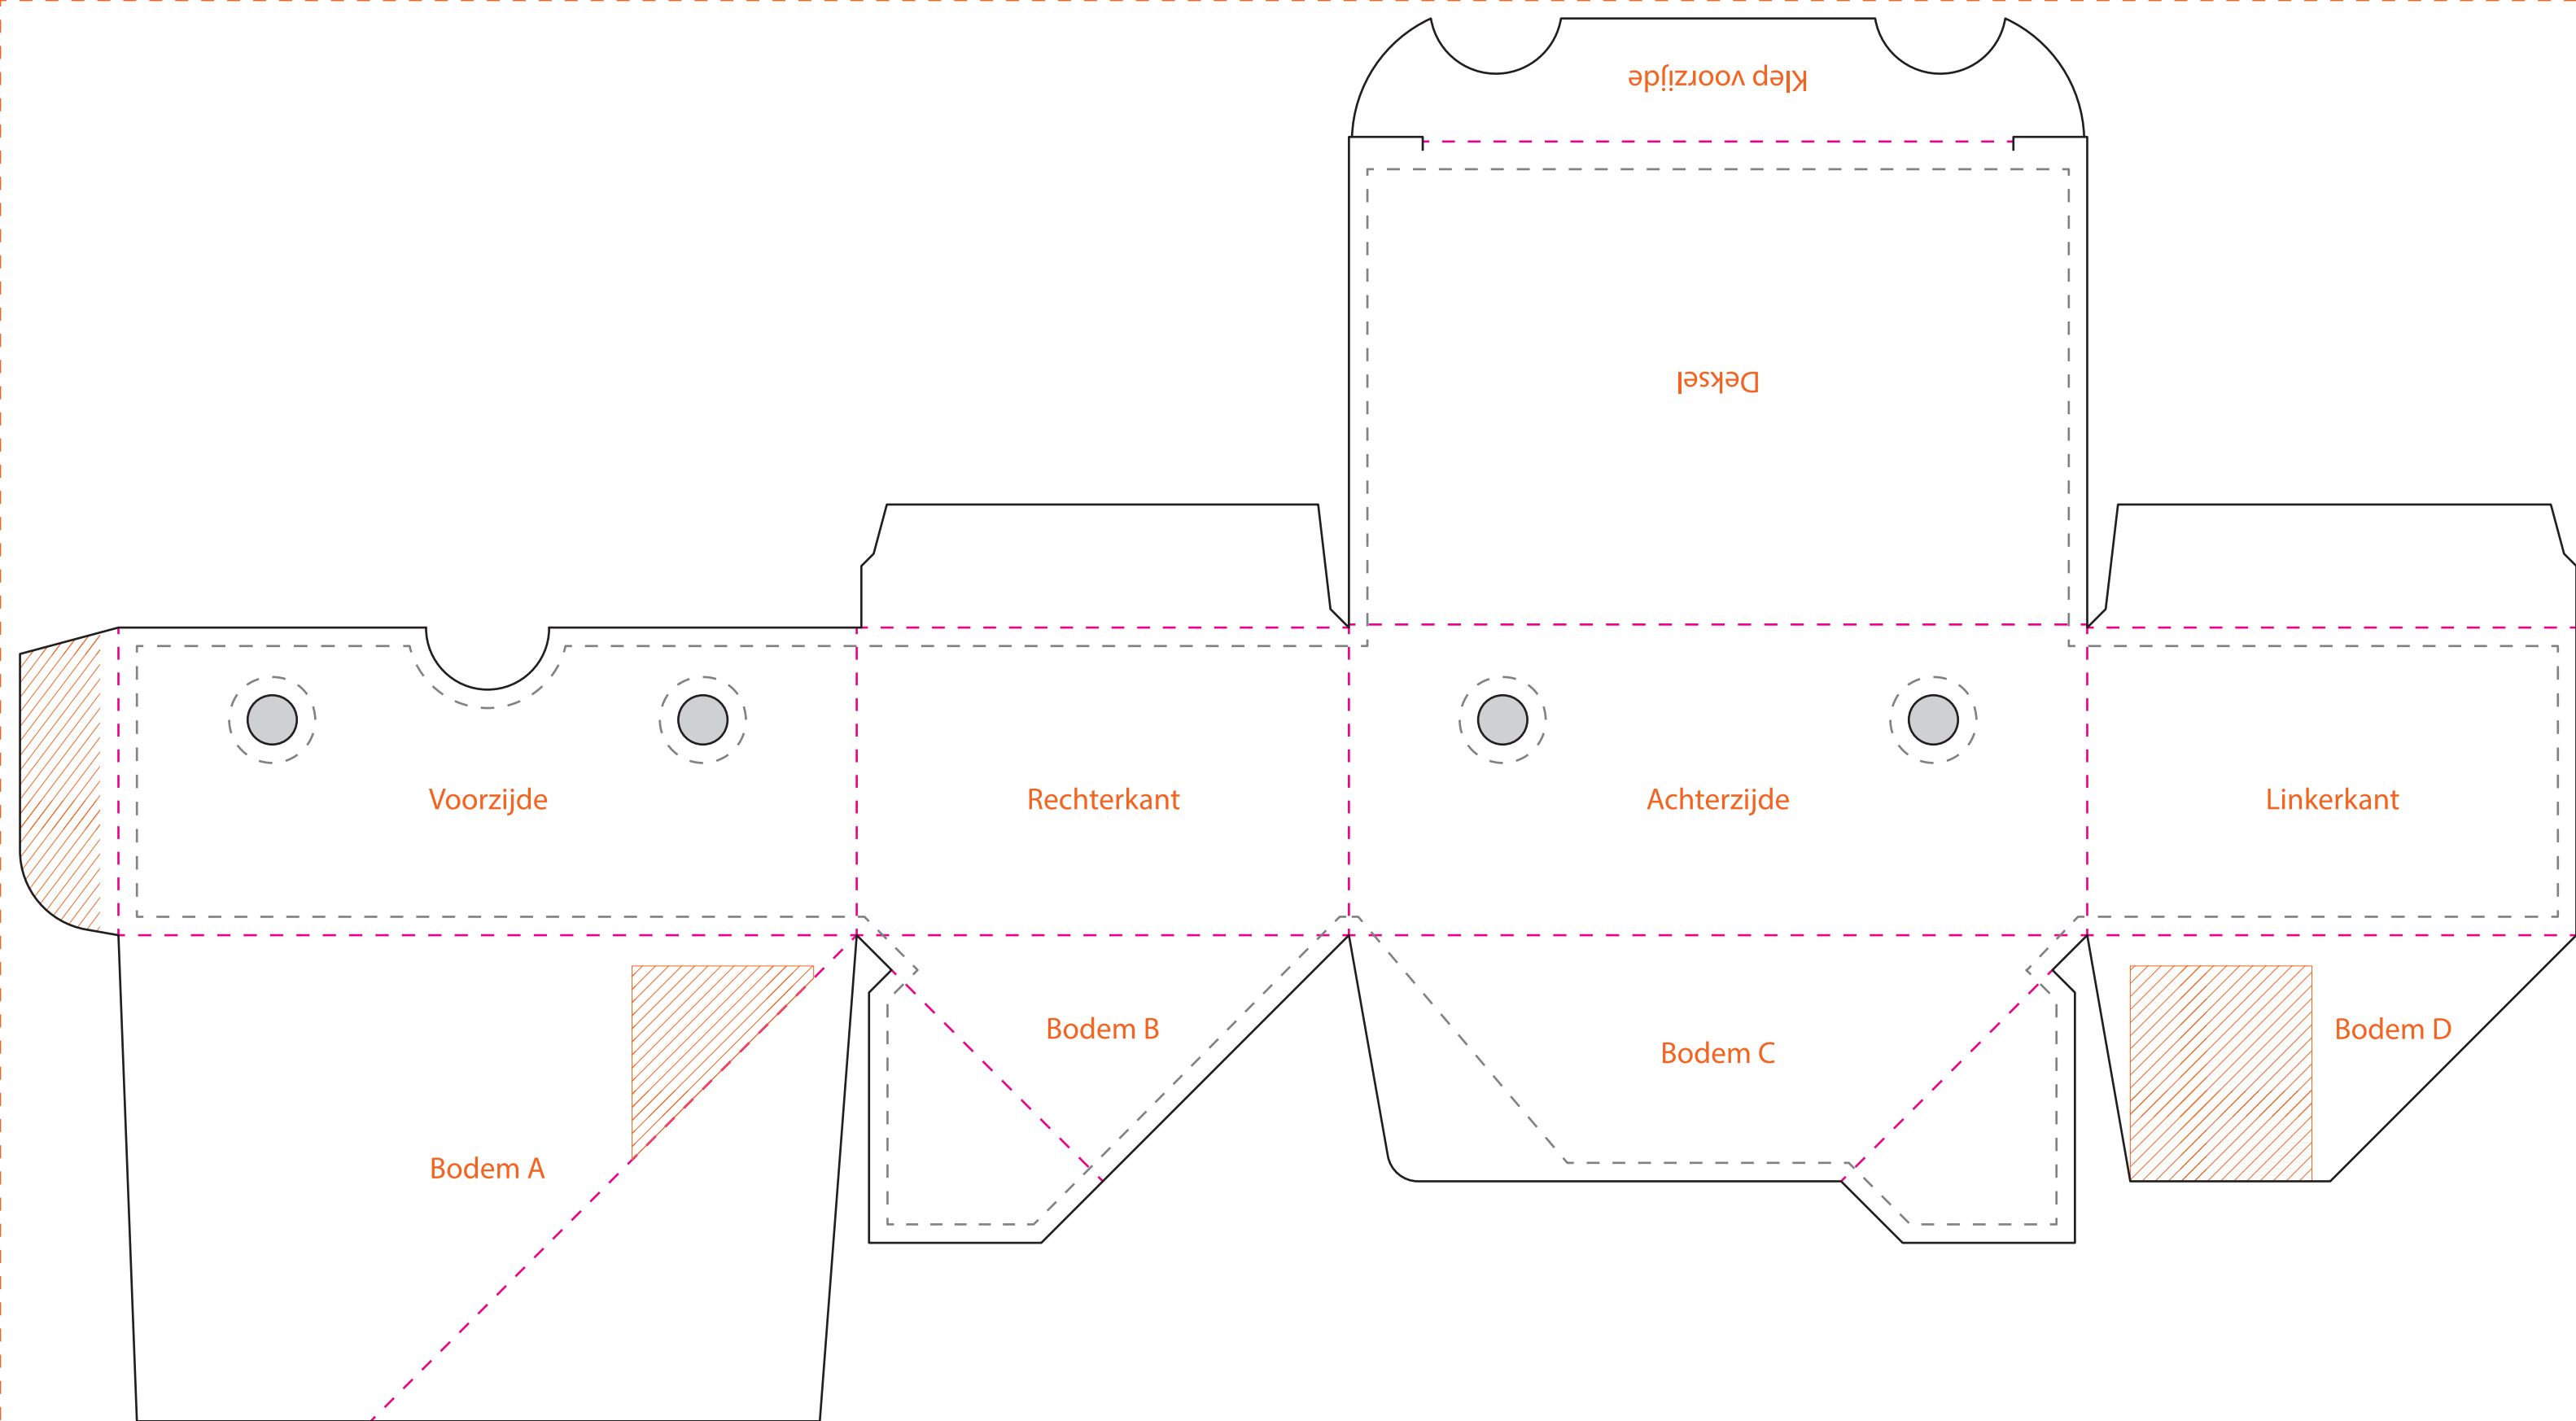 Klep voorzijde
Deksel
Voorzijde
Rechterkant
Achterzijde
Linkerkant
Bodem A
Bodem B
Bodem C
Bodem D